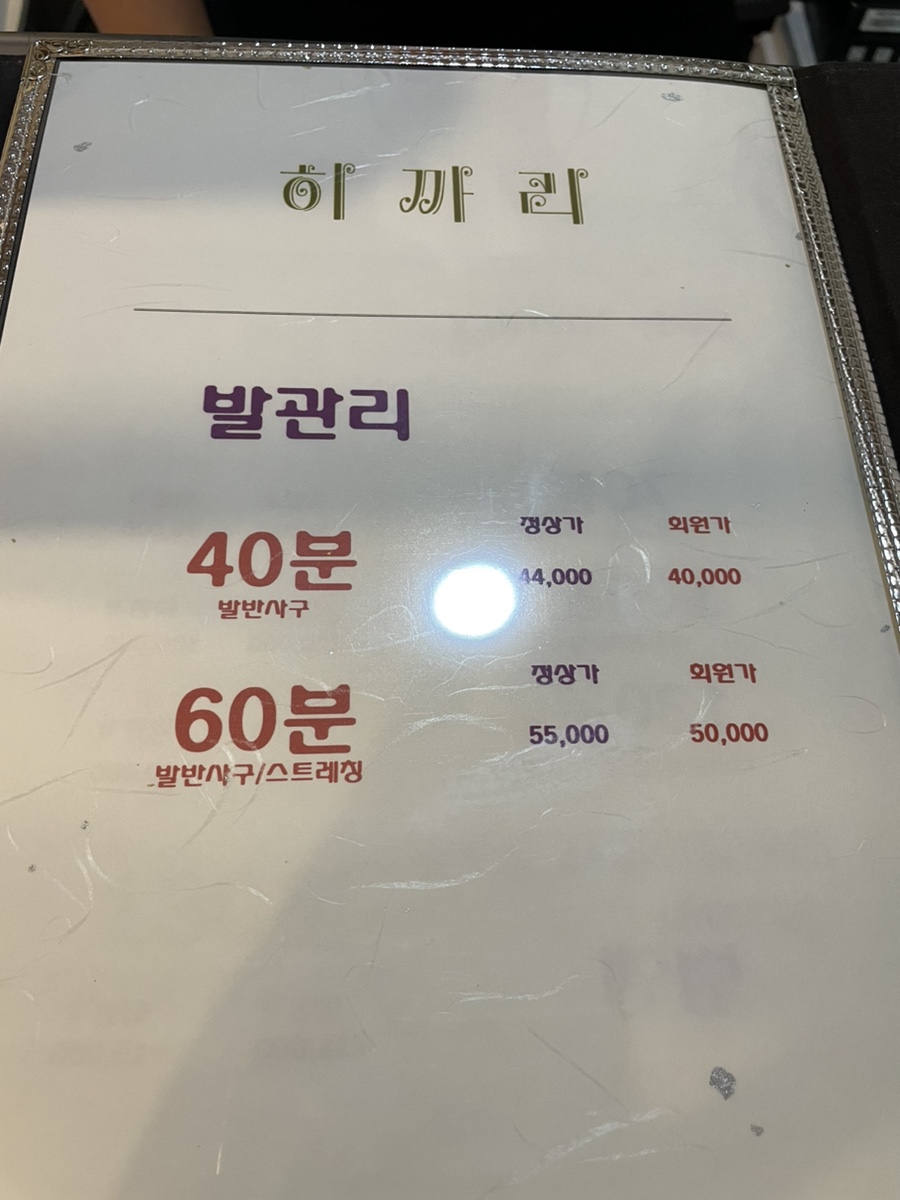 히 까 리
발관리
40분
발반사구
정상가 회원가
44,000 40,000
60분
발반사구/스트레칭
정상가 회원가
55,000 50,000